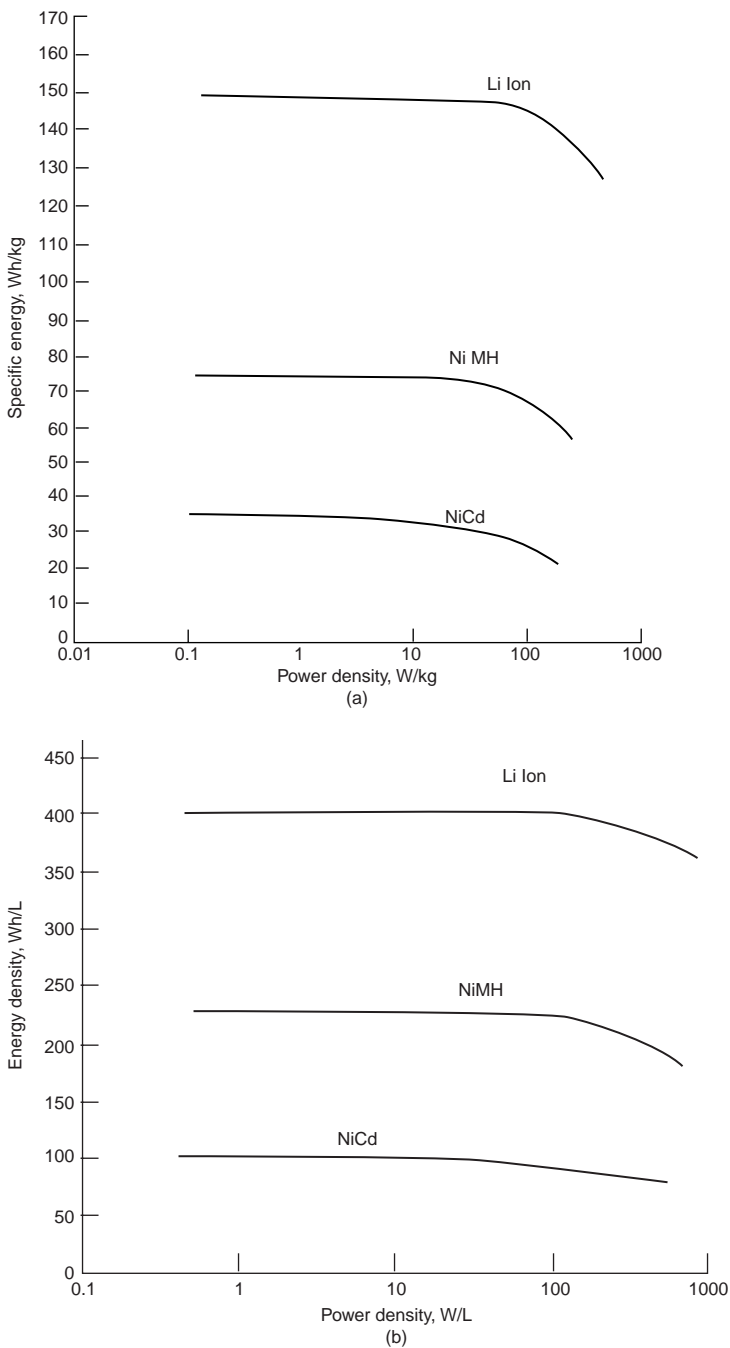 170
160
150
140
130
120
110
100
90
80
70
60
50
40
30
20
10
0
Specific energy, Wh/kg
Li Ion
Ni MH
NiCd
0.01 0.1 1 10 100 1000
Power density, W/kg
(a)
450
400
350
300
250
200
150
100
50
0
Energy density, Wh/L
Li Ion
NiMH
NiCd
0.1 1 10 100 1000
Power density, W/L
(b)